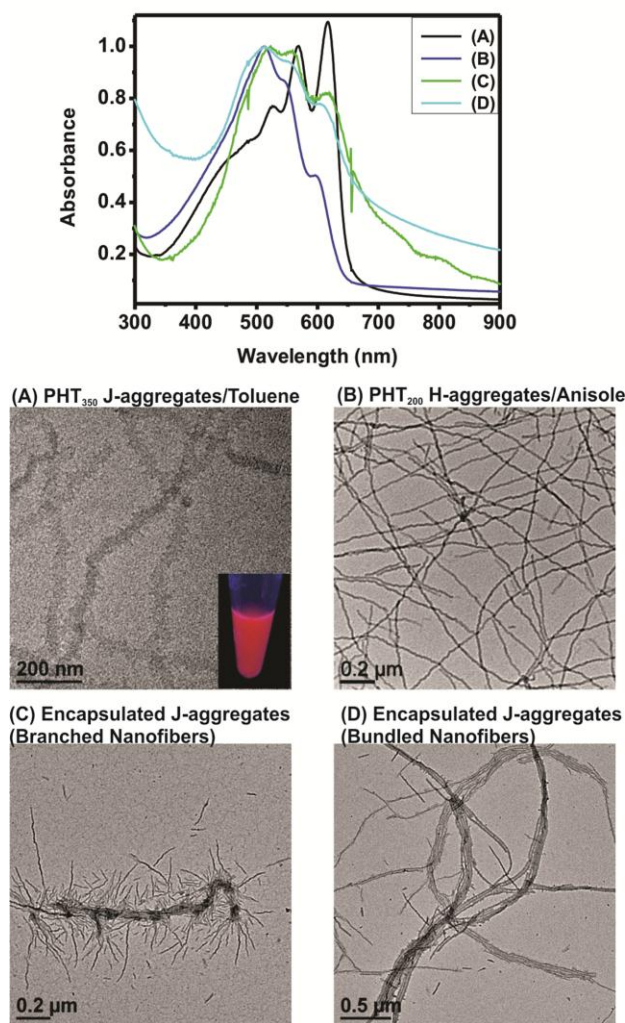 (A)
(B)
(C)
(D)
1.0
0.8
0.6
0.4
0.2
Absorbance
300 400 500 600 700 800 900
Wavelength (nm)
(A) PHT₃₅₀ J-aggregates/Toluene
(B) PHT₂₀₀ H-aggregates/Anisole
200 nm
0.2 µm
(C) Encapsulated J-aggregates
(Branched Nanofibers)
(D) Encapsulated J-aggregates
(Bundled Nanofibers)
0.2 µm
0.5 µm